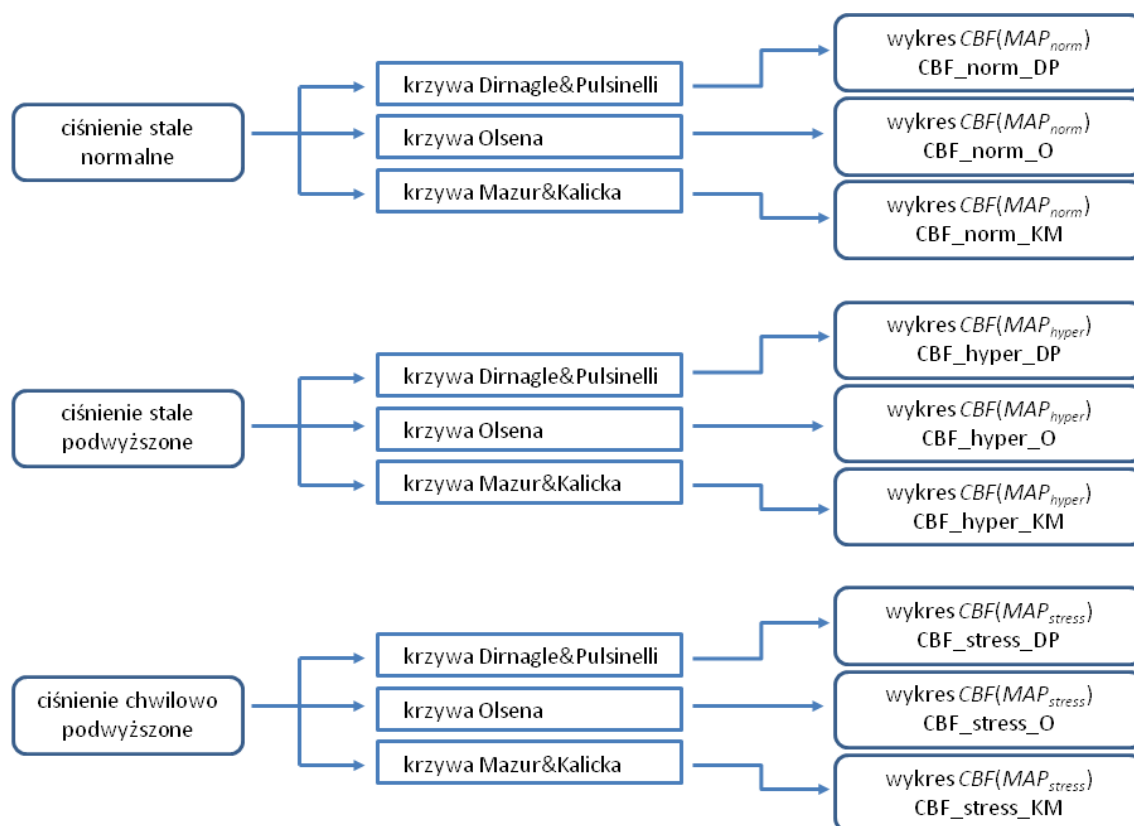 ciśnienie stale
normalne
krzywa Dirnagle&Pulsinelli
krzywa Olsena
krzywa Mazur&Kalicka
wykres CBF(MAPnorm)
CBF_norm_DP
wykres CBF(MAPnorm)
CBF_norm_O
wykres CBF(MAPnorm)
CBF_norm_KM
ciśnienie stale
podwyższone
krzywa Dirnagle&Pulsinelli
krzywa Olsena
krzywa Mazur&Kalicka
wykres CBF(MAPhyper)
CBF_hyper_DP
wykres CBF(MAPhyper)
CBF_hyper_O
wykres CBF(MAPhyper)
CBF_hyper_KM
ciśnienie chwilowo
podwyższone
krzywa Dirnagle&Pulsinelli
krzywa Olsena
krzywa Mazur&Kalicka
wykres CBF(MAPstress)
CBF_stress_DP
wykres CBF(MAPstress)
CBF_stress_O
wykres CBF(MAPstress)
CBF_stress_KM